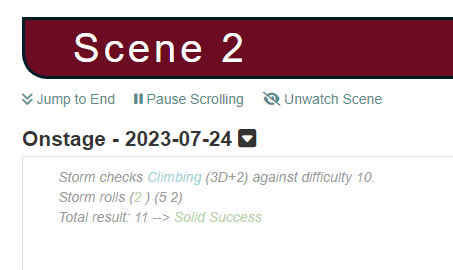 Scene 2
Jump to End Pause Scrolling Unwatch Scene
Onstage - 2023-07-24
Storm checks Climbing (3D+2) against difficulty 10.
Storm rolls (2 ) (5 2)
Total result: 11 --> Solid Success